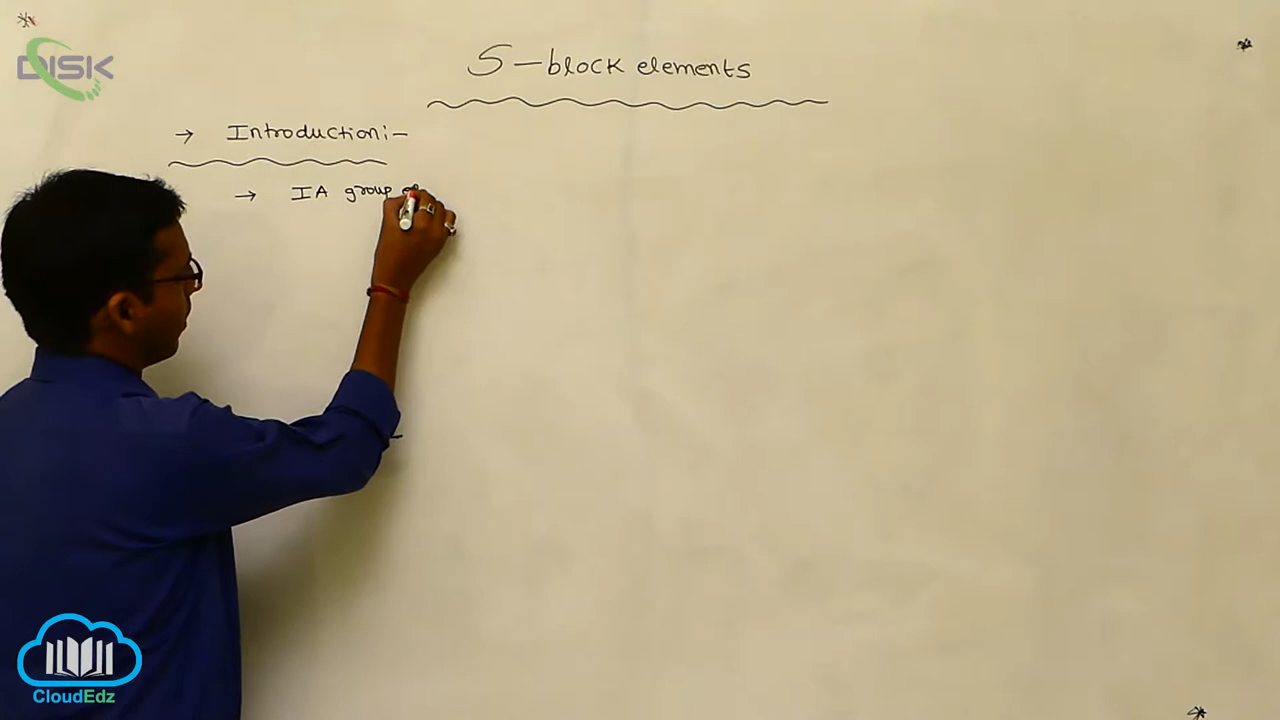 DISK
S - block elements
→ Introduction:-
→ IA group
CloudEdz